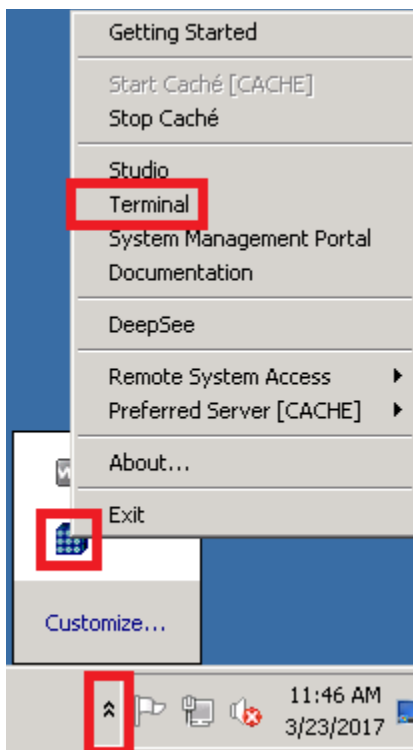 Getting Started
Start Caché [CACHE]
Stop Caché
Studio
Terminal
System Management Portal
Documentation
DeepSee
Remote System Access
Preferred Server [CACHE]
About...
Exit
Customize...
11:46 AM
3/23/2017